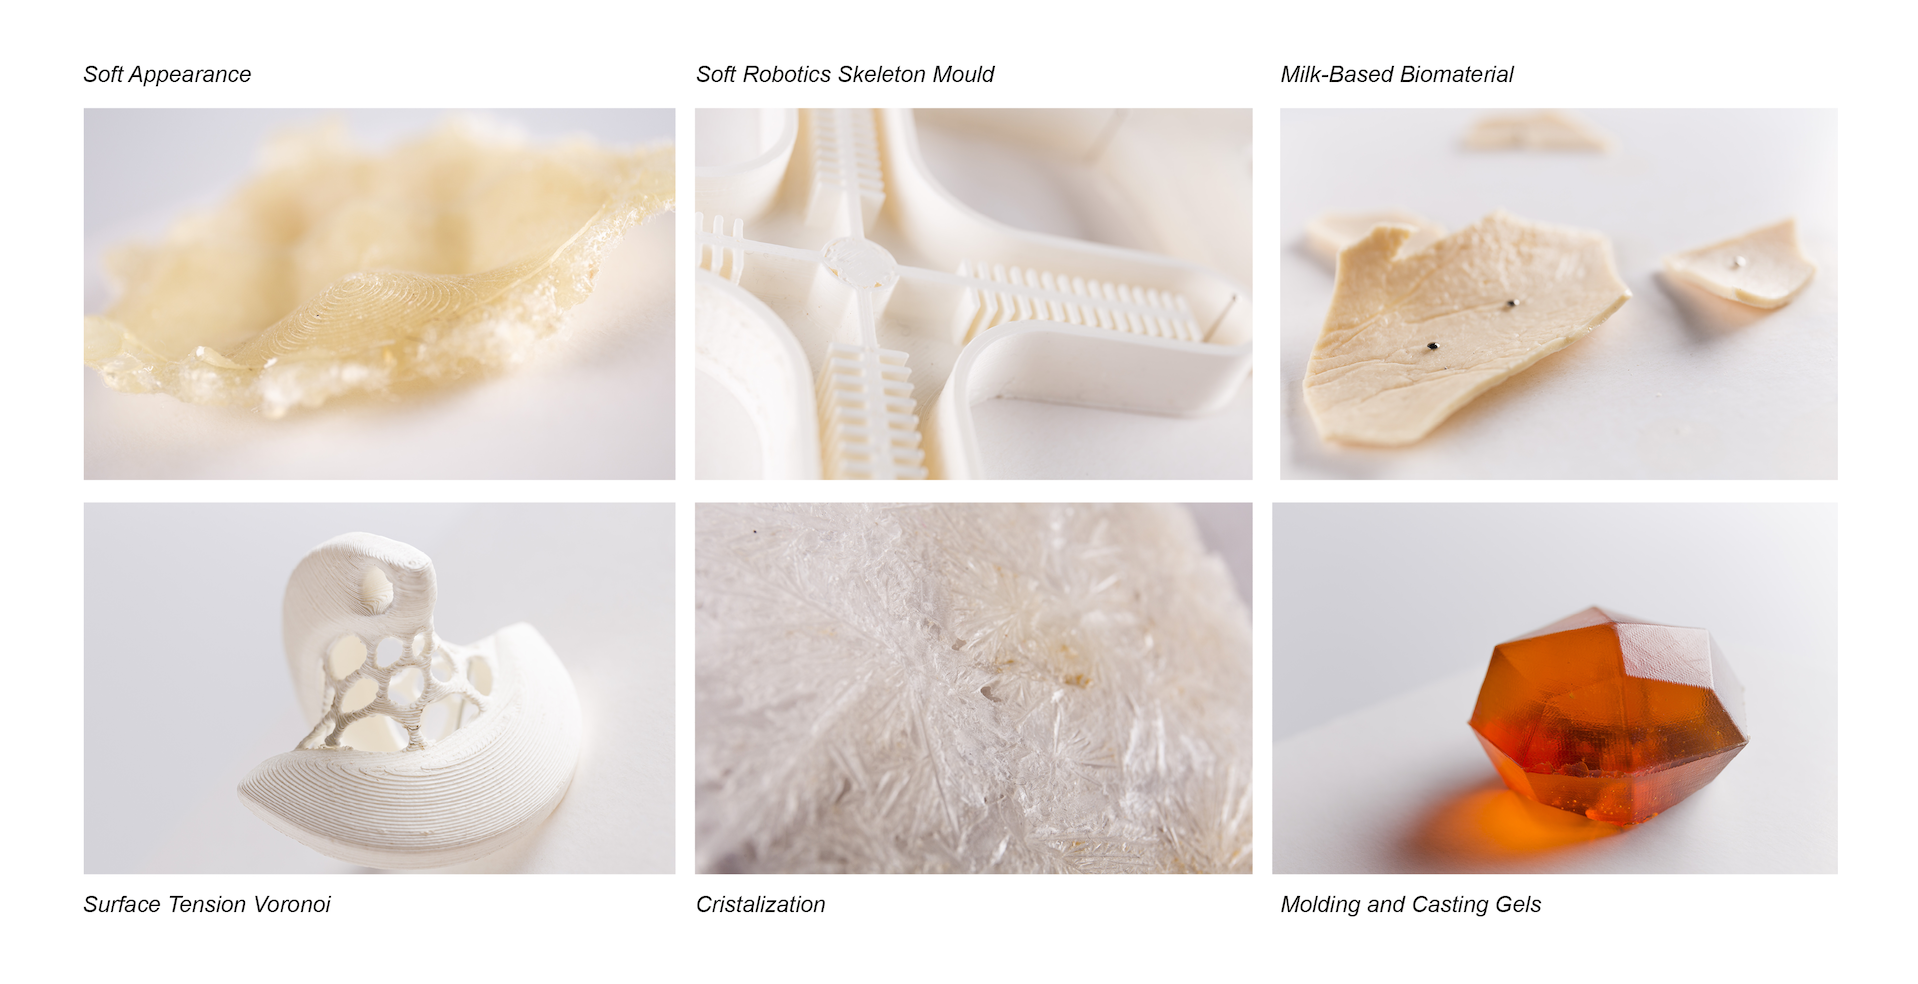 Soft Appearance
Soft Robotics Skeleton Mould
Milk-Based Biomaterial
Surface Tension Voronoi
Cristalization
Molding and Casting Gels